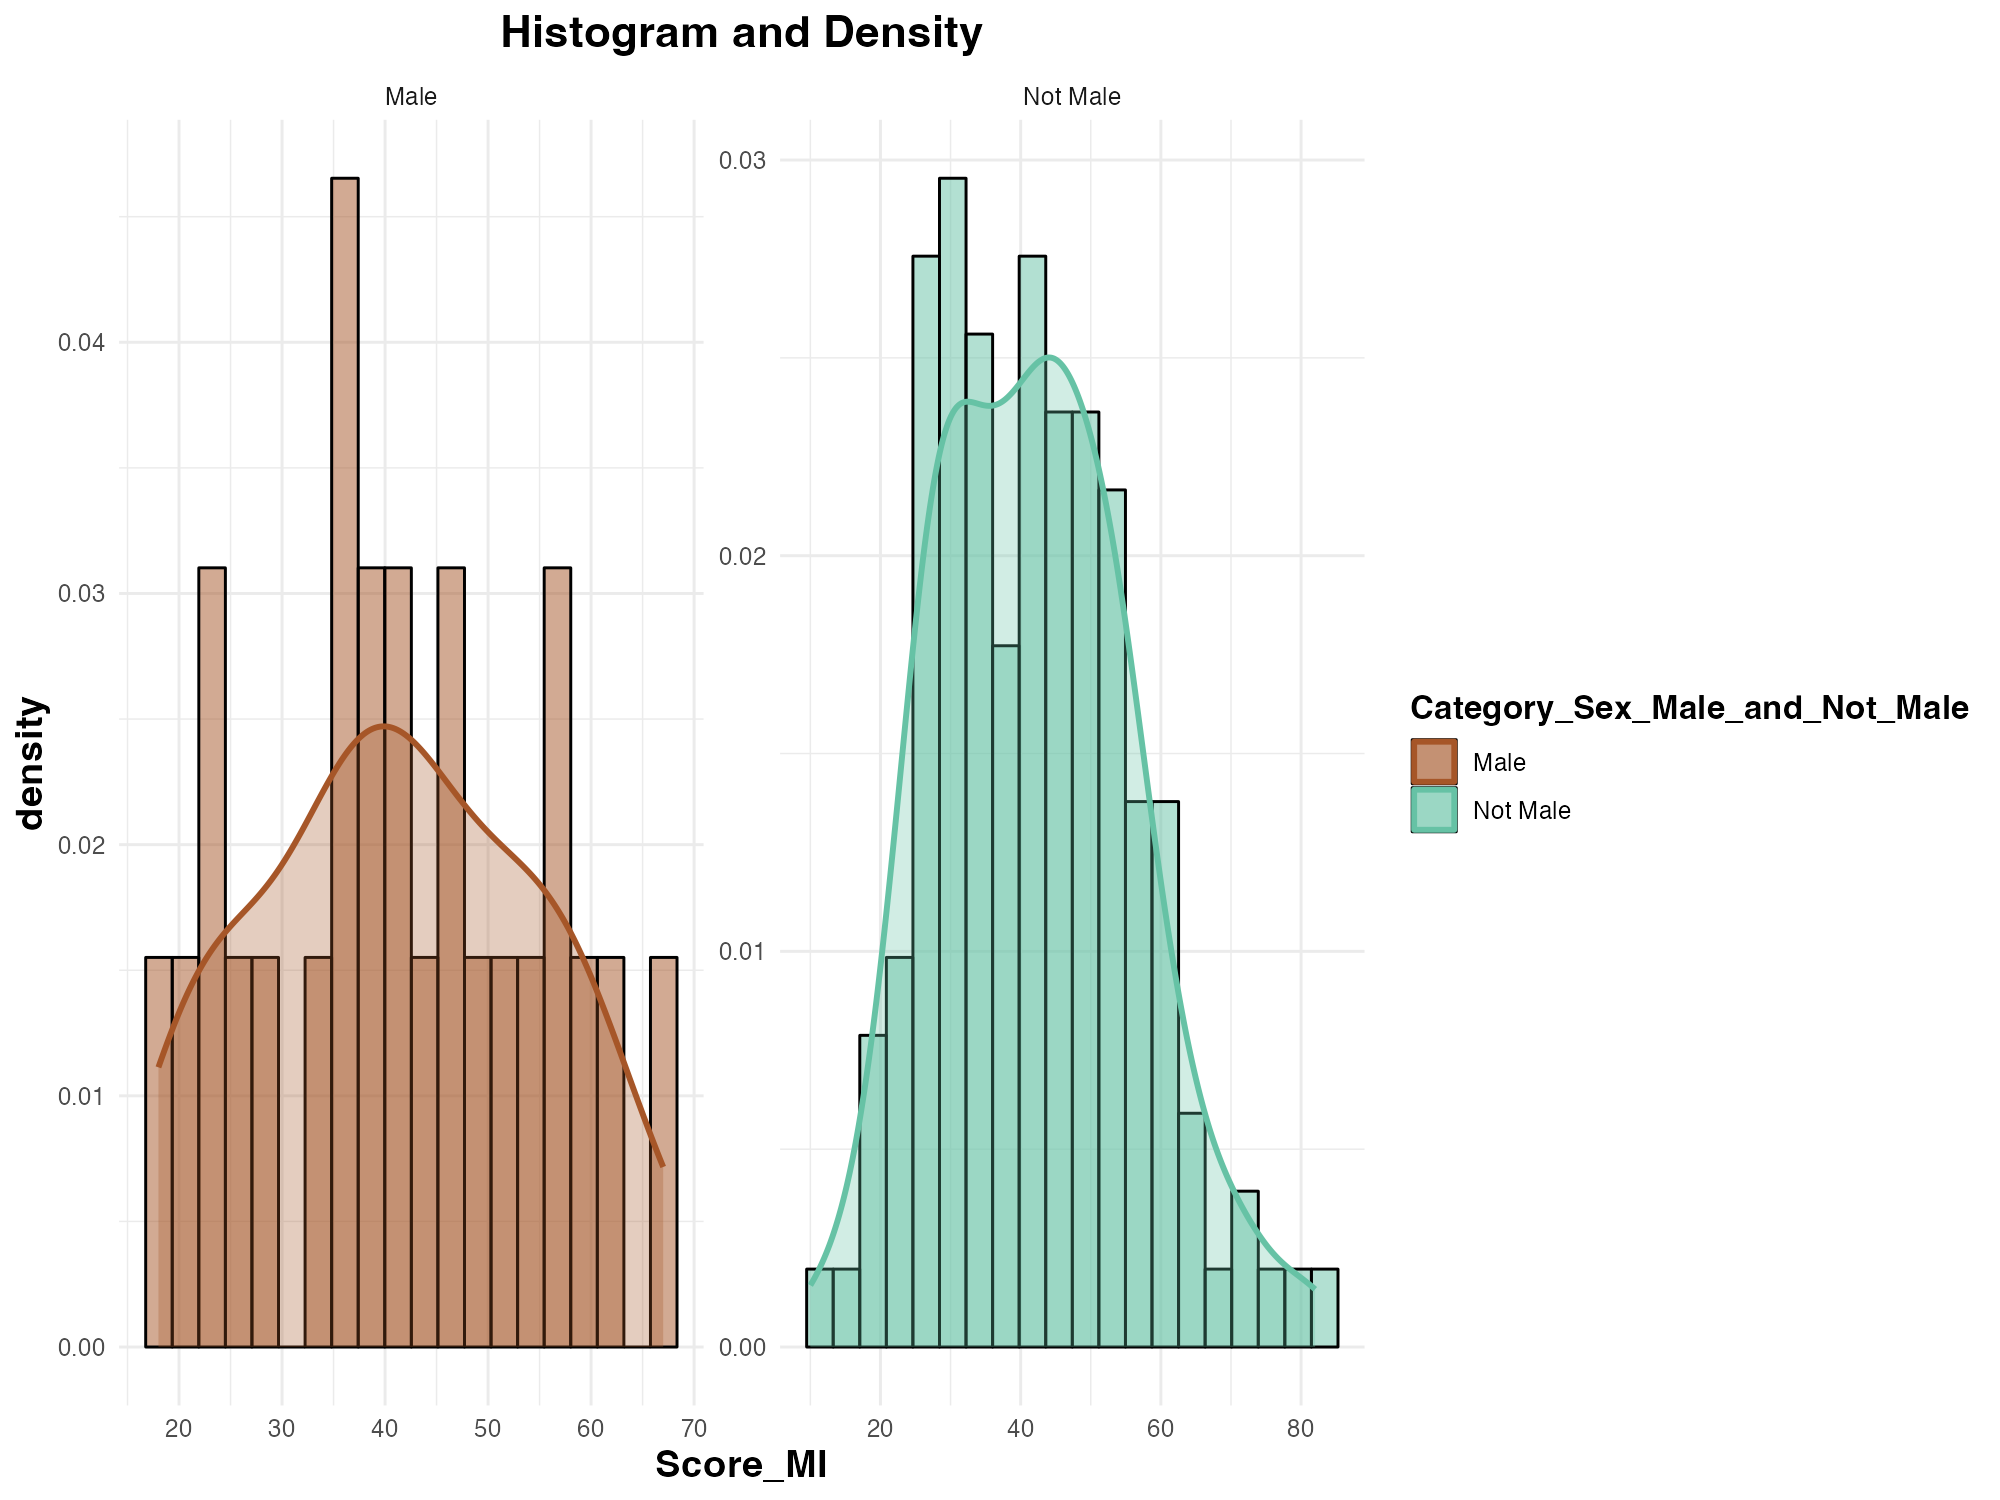 Histogram and Density
Male
Not Male
0.04
0.03
0.02
0.01
0.00
0.03
0.02
0.01
0.00
density
20 30 40 50 60 70
20 40 60 80
Score_MI
Category_Sex_Male_and_Not_Male
Male
Not Male